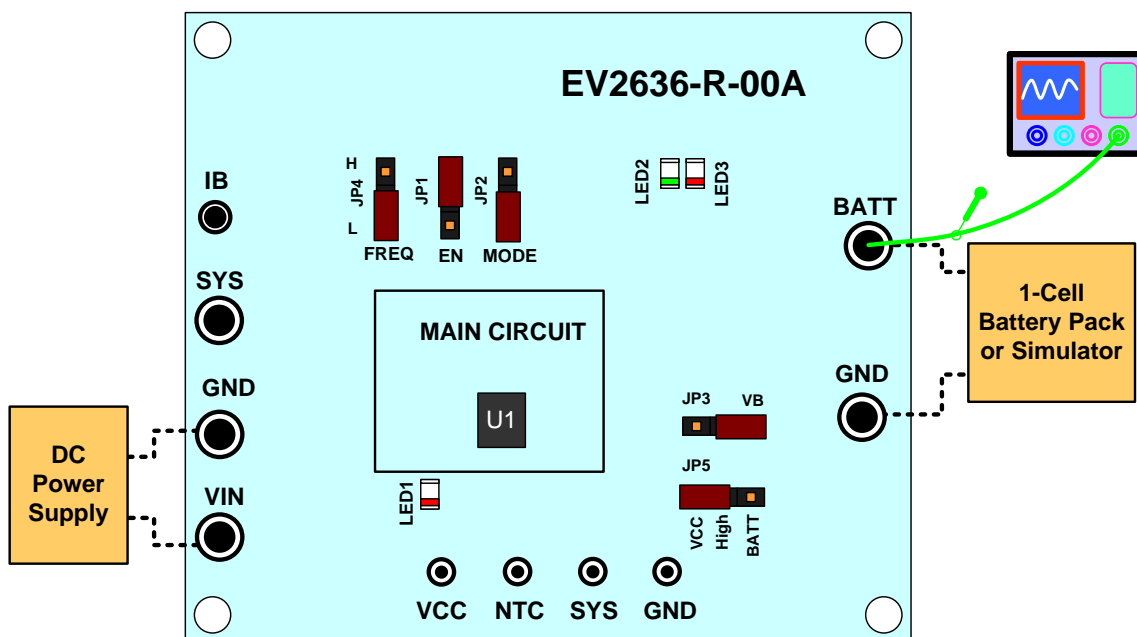 EV2636-R-00A
IB
SYS
GND
VIN
DC
Power
Supply
H
L
JP4
FREQ
JP1
EN
JP2
MODE
LED2
LED3
BATT
GND
1-Cell
Battery Pack
or Simulator
MAIN CIRCUIT
U1
LED1
JP3
VB
JP5
VCC
High
BATT
VCC
NTC
SYS
GND